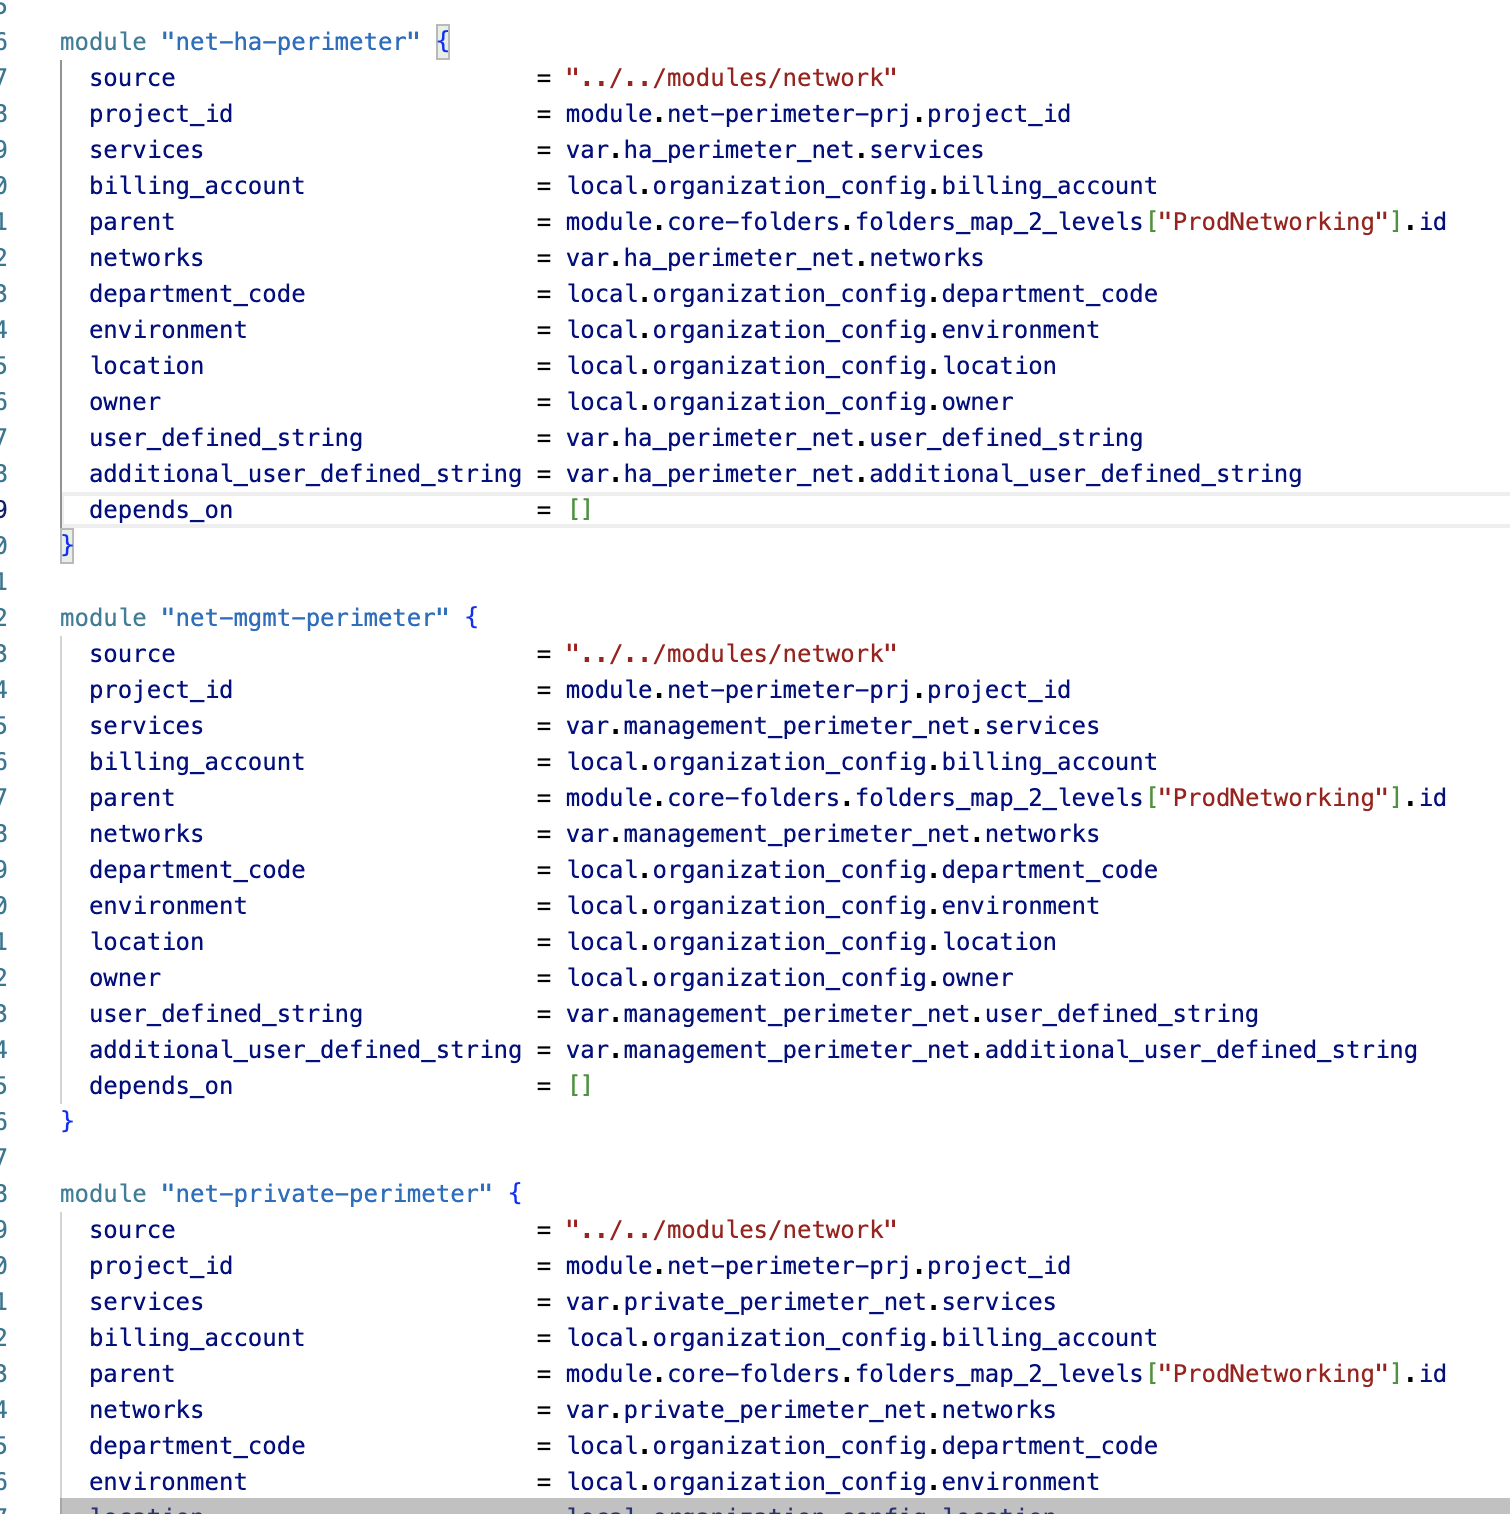 module "net-ha-perimeter" {
source = "../../modules/network"
project_id = module.net-perimeter-prj.project_id
services = var.ha_perimeter_net.services
billing_account = local.organization_config.billing_account
parent = module.core-folders.folders_map_2_levels["ProdNetworking"].id
networks = var.ha_perimeter_net.networks
department_code = local.organization_config.department_code
environment = local.organization_config.environment
location = local.organization_config.location
owner = local.organization_config.owner
user_defined_string = var.ha_perimeter_net.user_defined_string
additional_user_defined_string = var.ha_perimeter_net.additional_user_defined_string
depends_on = []
}
module "net-mgmt-perimeter" {
source = "../../modules/network"
project_id = module.net-perimeter-prj.project_id
services = var.management_perimeter_net.services
billing_account = local.organization_config.billing_account
parent = module.core-folders.folders_map_2_levels["ProdNetworking"].id
networks = var.management_perimeter_net.networks
department_code = local.organization_config.department_code
environment = local.organization_config.environment
location = local.organization_config.location
owner = local.organization_config.owner
user_defined_string = var.management_perimeter_net.user_defined_string
additional_user_defined_string = var.management_perimeter_net.additional_user_defined_string
depends_on = []
}
module "net-private-perimeter" {
source = "../../modules/network"
project_id = module.net-perimeter-prj.project_id
services = var.private_perimeter_net.services
billing_account = local.organization_config.billing_account
parent = module.core-folders.folders_map_2_levels["ProdNetworking"].id
networks = var.private_perimeter_net.networks
department_code = local.organization_config.department_code
environment = local.organization_config.environment